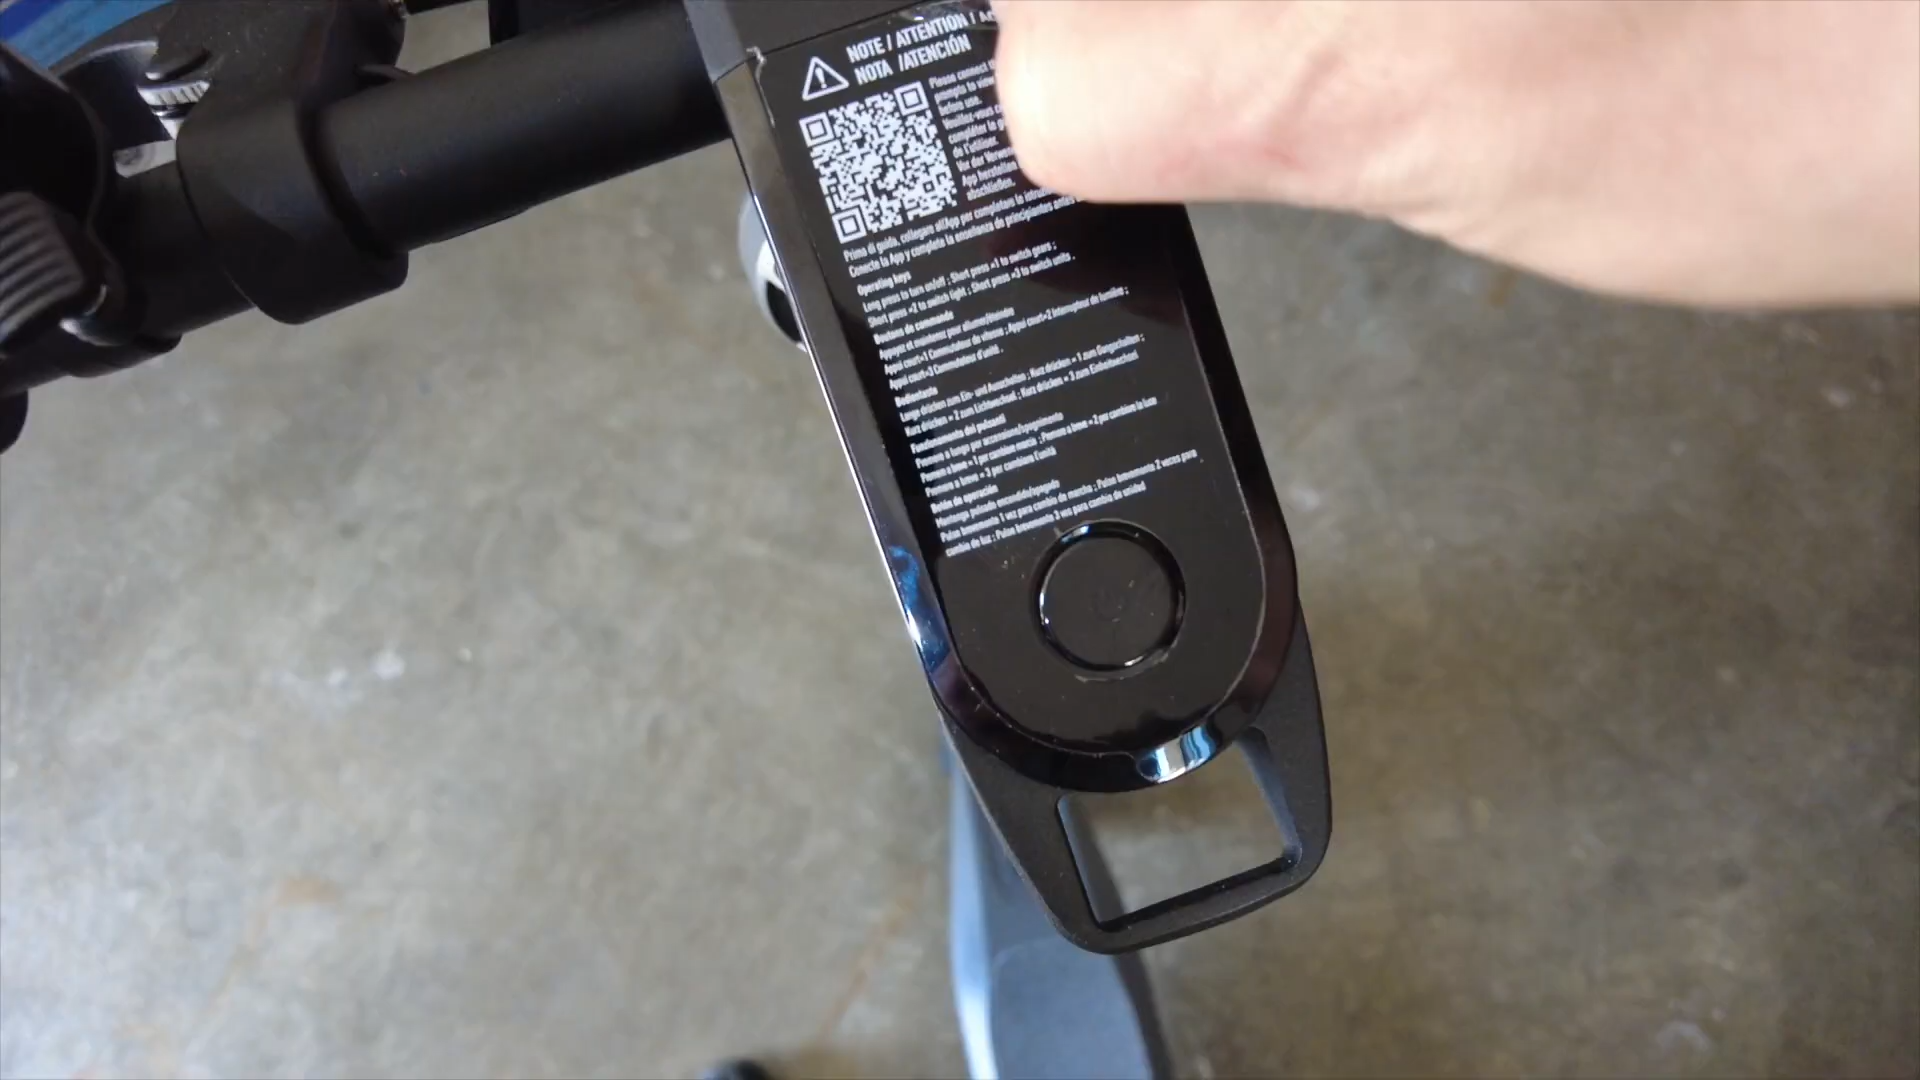 NOTE / ATTENTION /
NOTA /ATENCIÓN
Please connect
prompts to view
before use.
Veuillez-vous
compléter le
de l'utiliser.
Vor der
App herstellen
abschließen.
Prima di guida, collegare all'App per completare le
Conecte la App y complete la enseñanza de principiantes antes
Operating keys
Long press to turn on/off ; Short press =1 to switch gears ;
Short press =2 to switch light ; Short press =3 to switch units .
Boutons de commande
Appuyez et maintenez pour allumer/éteindre
Appui court=1 Commutateur de vitesse ; Appui court=2 Interrupteur de lumière ;
Appui court=3 Commutateur d'unité .
Bedientaste
Lange drücken zum Ein- und Ausschalten ; Kurz drücken = 1 zum Gangschalten ;
Kurz drücken = 2 zum Lichtwechsel ; Kurz drücken = 3 zum Einheitwechsel
Funzionamento dei pulsanti
Premere a lungo per accensione/spegnimento
Premere a breve = 1 per cambiare marcia ; Premere a breve = 2 per cambiare la luce
Premere a breve = 3 per cambiare l'unità
Botón de operación
Mantenga pulsado encendido/apagado
Pulse brevemente 1 vez para cambio de marcha ; Pulse brevemente 2 veces para
cambio de luz ; Pulse brevemente 3 vez para cambio de unidad